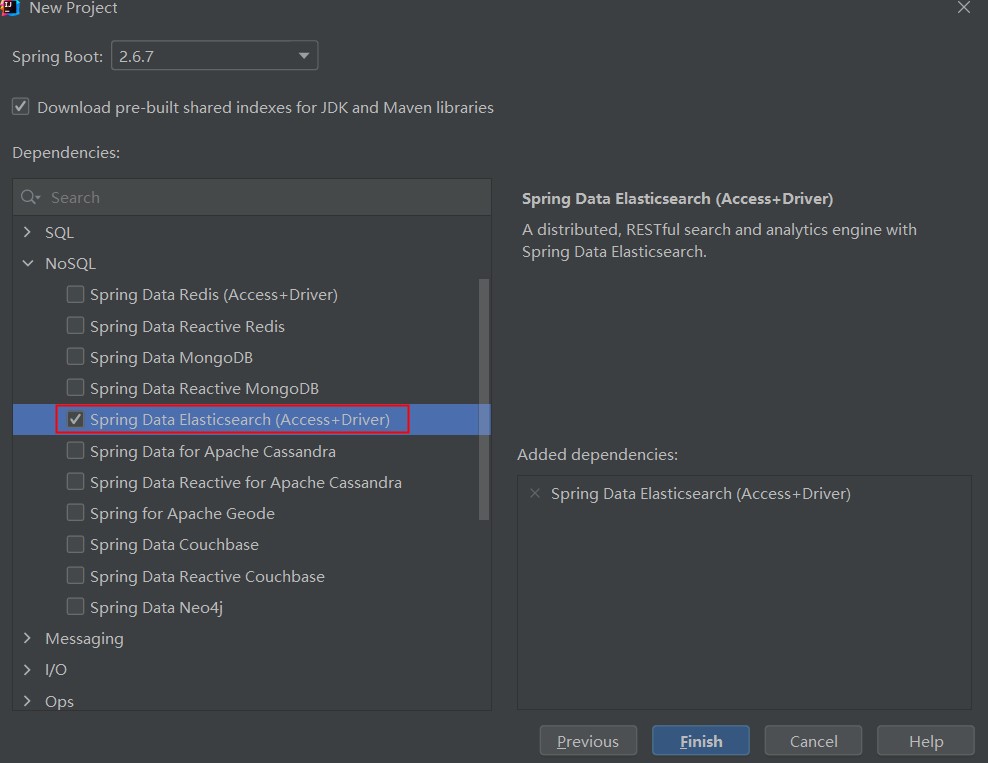 New Project
Spring Boot: 2.6.7
Download pre-built shared indexes for JDK and Maven libraries
Dependencies:
Search
SQL
NoSQL
Spring Data Redis (Access+Driver)
Spring Data Reactive Redis
Spring Data MongoDB
Spring Data Reactive MongoDB
Spring Data Elasticsearch (Access+Driver)
Spring Data for Apache Cassandra
Spring Data Reactive for Apache Cassandra
Spring for Apache Geode
Spring Data Couchbase
Spring Data Reactive Couchbase
Spring Data Neo4j
Messaging
I/O
Ops
Spring Data Elasticsearch (Access+Driver)
A distributed, RESTful search and analytics engine with
Spring Data Elasticsearch.
Added dependencies:
Spring Data Elasticsearch (Access+Driver)
Previous
Finish
Cancel
Help